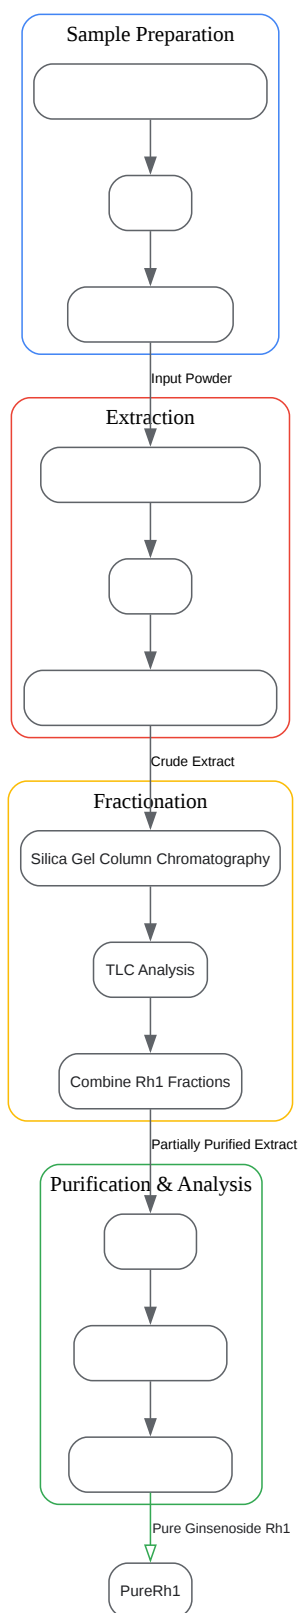 Sample Preparation
Input Powder
Extraction
Crude Extract
Fractionation
Silica Gel Column Chromatography
TLC Analysis
Combine Rh1 Fractions
Partially Purified Extract
Purification & Analysis
Pure Ginsenoside Rh1
PureRh1